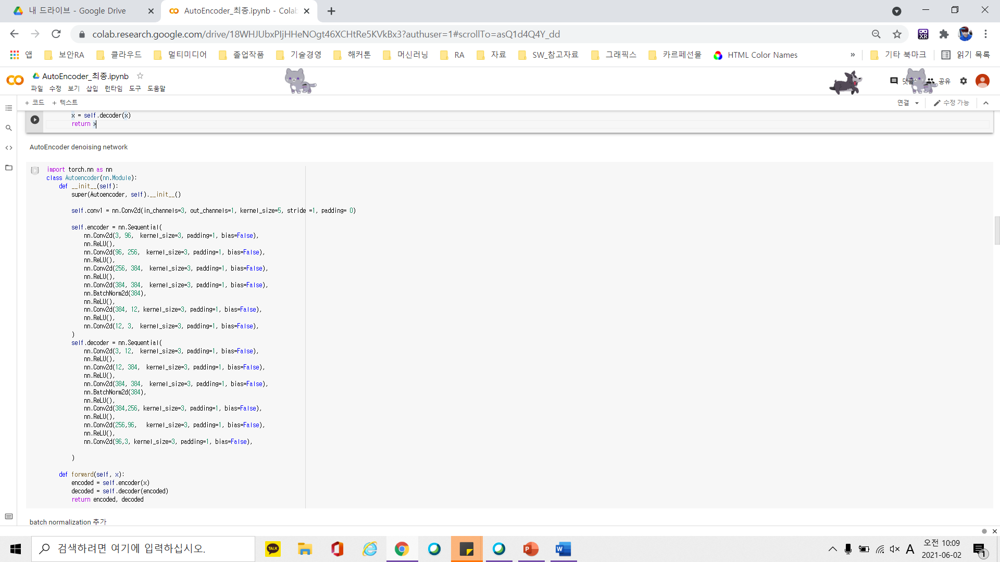 내 드라이브 - Google Drive
AutoEncoder_최종.ipynb - Colab
colab.research.google.com/drive/18WHJUbxPIjHHeNOgt46XCHtRe5KVkBx3?authuser=1#scrollTo=asQ1d4Q4Y_dd
XR
앱 보안RA 클라우드 멀티미디어 졸업작품 기술경영 해커톤 머신러닝 RA 자료 SW_참고자료 그래픽스 카르페선물 HTML Color Names » 기타 북마크 읽기 목록
AutoEncoder_최종.ipynb
댓글 공유
파일 수정 보기 삽입 런타임 도구 도움말
+ 코드 + 텍스트 연결 수정 가능
x = self.decoder(x)
return x
AutoEncoder denoising network
import torch.nn as nn
class Autoencoder(nn.Module):
def __init__(self):
super(Autoencoder, self).__init__()
self.conv1 = nn.Conv2d(in_channels=3, out_channels=1, kernel_size=5, stride =1, padding= 0)
self.encoder = nn.Sequential(
nn.Conv2d(3, 96,  kernel_size=3, padding=1, bias=False),
nn.ReLU(),
nn.Conv2d(96, 256,  kernel_size=3, padding=1, bias=False),
nn.ReLU(),
nn.Conv2d(256, 384,  kernel_size=3, padding=1, bias=False),
nn.ReLU(),
nn.Conv2d(384, 384,  kernel_size=3, padding=1, bias=False),
nn.BatchNorm2d(384),
nn.ReLU(),
nn.Conv2d(384, 12, kernel_size=3, padding=1, bias=False),
nn.ReLU(),
nn.Conv2d(12, 3,  kernel_size=3, padding=1, bias=False),
)
self.decoder = nn.Sequential(
nn.Conv2d(3, 12,  kernel_size=3, padding=1, bias=False),
nn.ReLU(),
nn.Conv2d(12, 384,  kernel_size=3, padding=1, bias=False),
nn.ReLU(),
nn.Conv2d(384, 384,  kernel_size=3, padding=1, bias=False),
nn.BatchNorm2d(384),
nn.ReLU(),
nn.Conv2d(384,256, kernel_size=3, padding=1, bias=False),
nn.ReLU(),
nn.Conv2d(256,96,   kernel_size=3, padding=1, bias=False),
nn.ReLU(),
nn.Conv2d(96,3, kernel_size=3, padding=1, bias=False),
)
def forward(self, x):
encoded = self.encoder(x)
decoded = self.decoder(encoded)
return encoded, decoded
batch normalization 추가
검색하려면 여기에 입력하십시오.
TALK
A
오전 10:09
2021-06-02
1